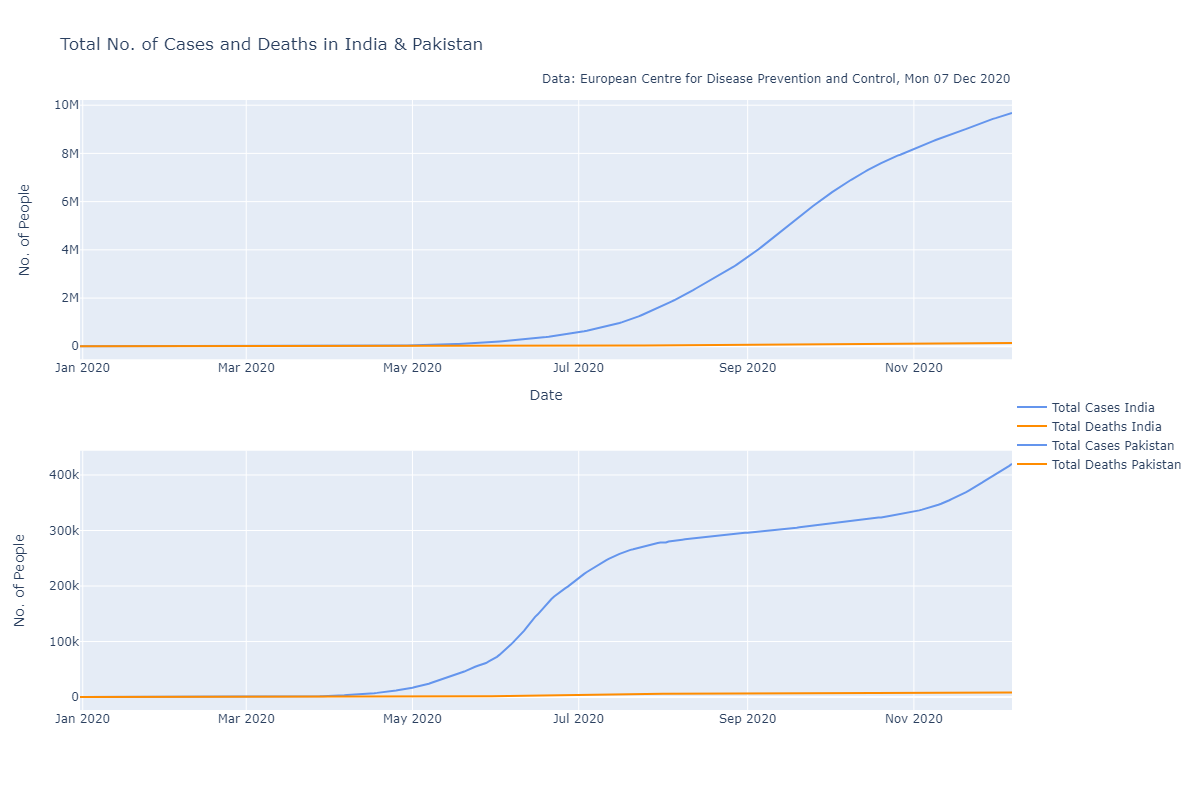 Total No. of Cases and Deaths in India & Pakistan
Data: European Centre for Disease Prevention and Control, Mon 07 Dec 2020
10M
8M
6M
4M
2M
0
No. of People
Jan 2020 Mar 2020 May 2020 Jul 2020 Sep 2020 Nov 2020
Date
Total Cases India
Total Deaths India
Total Cases Pakistan
Total Deaths Pakistan
400k
300k
200k
100k
0
No. of People
Jan 2020 Mar 2020 May 2020 Jul 2020 Sep 2020 Nov 2020